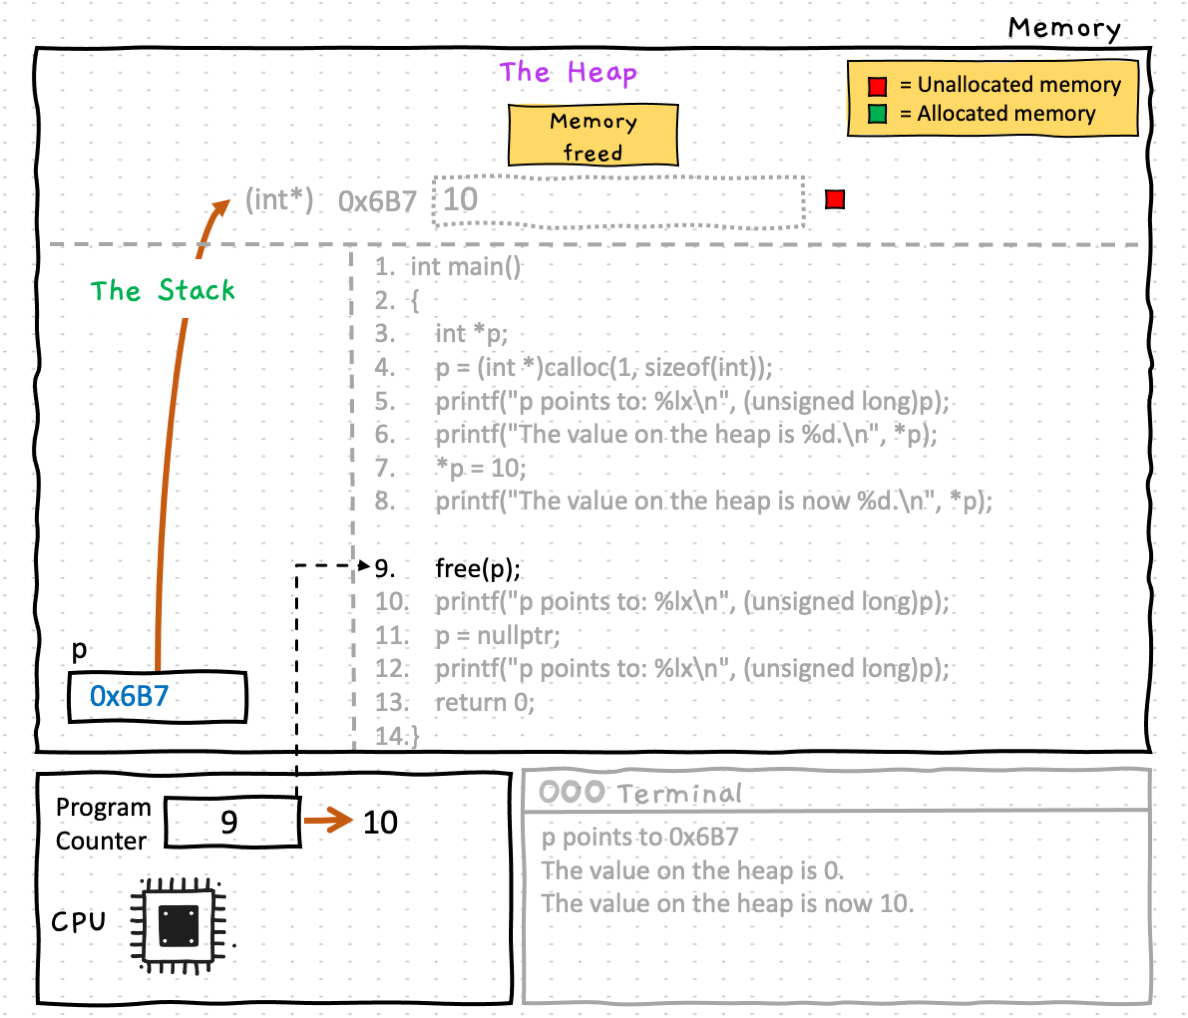 Memory
The Heap
= Unallocated memory
= Allocated memory
Memory
freed
(int*) 0x6B7 10
The Stack
1. int main()
2. {
3. int *p;
4. p = (int *)calloc(1, sizeof(int));
5. printf("p points to: %lx\n", (unsigned long)p);
6. printf("The value on the heap is %d.\n", *p);
7. *p = 10;
8. printf("The value on the heap is now %d.\n", *p);
9. free(p);
10. printf("p points to: %lx\n", (unsigned long)p);
11. p = nullptr;
12. printf("p points to: %lx\n", (unsigned long)p);
13. return 0;
14.}
p
0x6B7
Program
Counter
9
10
CPU
Terminal
p points to 0x6B7
The value on the heap is 0.
The value on the heap is now 10.